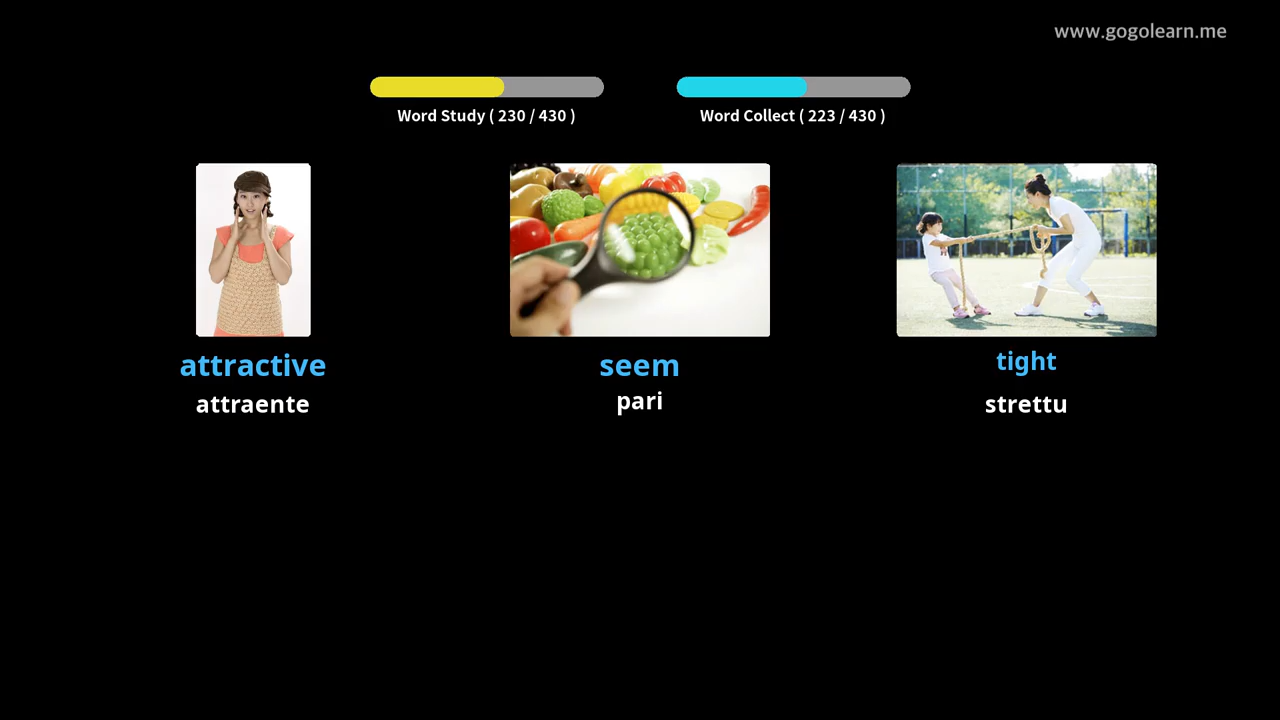 www.gogolearn.me
Word Study ( 230 / 430 )
Word Collect ( 223 / 430 )
attractive
attraente
seem
pari
tight
strettu